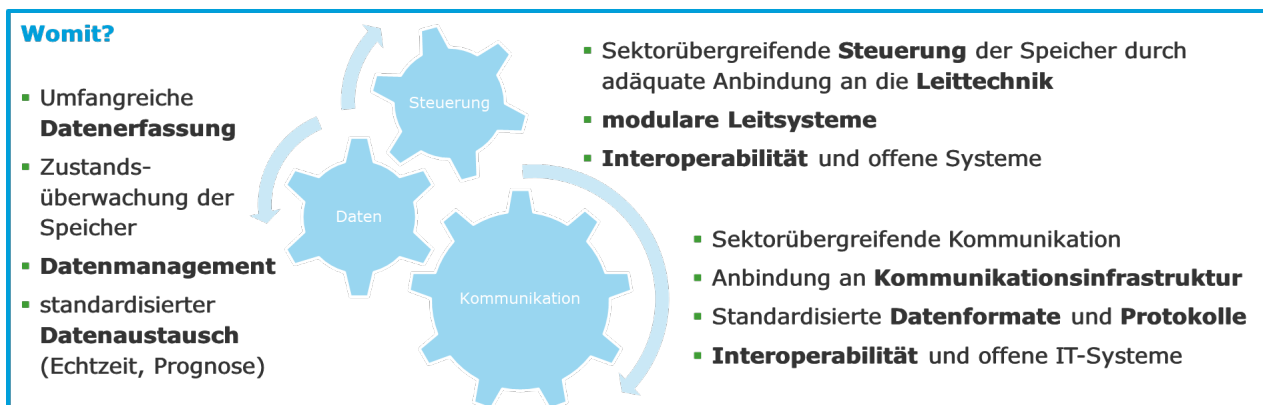 Womit?
▪ Umfangreiche
Datenerfassung
▪ Zustands-
überwachung der
Speicher
▪ Datenmanagement
▪ standardisierter
Datenaustausch
(Echtzeit, Prognose)
Steuerung
Daten
Kommunikation
▪ Sektorübergreifende Steuerung der Speicher durch
adäquate Anbindung an die Leittechnik
▪ modulare Leitsysteme
▪ Interoperabilität und offene Systeme
▪ Sektorübergreifende Kommunikation
▪ Anbindung an Kommunikationsinfrastruktur
▪ Standardisierte Datenformate und Protokolle
▪ Interoperabilität und offene IT-Systeme